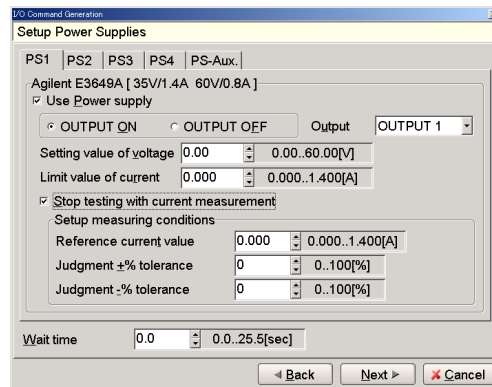 I/O Command Generation
Setup Power Supplies
PS1 PS2 PS3 PS4 PS-Aux.
Agilent E3649A [ 35V/1.4A 60V/0.8A ]
Use Power supply
OUTPUT ON OUTPUT OFF Output OUTPUT 1
Setting value of voltage 0.00 0.00..60.00[V]
Limit value of current 0.000 0.000..1.400[A]
Stop testing with current measurement
Setup measuring conditions
Reference current value 0.000 0.000..1.400[A]
Judgment +% tolerance 0 0..100[%]
Judgment -% tolerance 0 0..100[%]
Wait time 0.0 0.0..25.5[sec]
Back Next Cancel